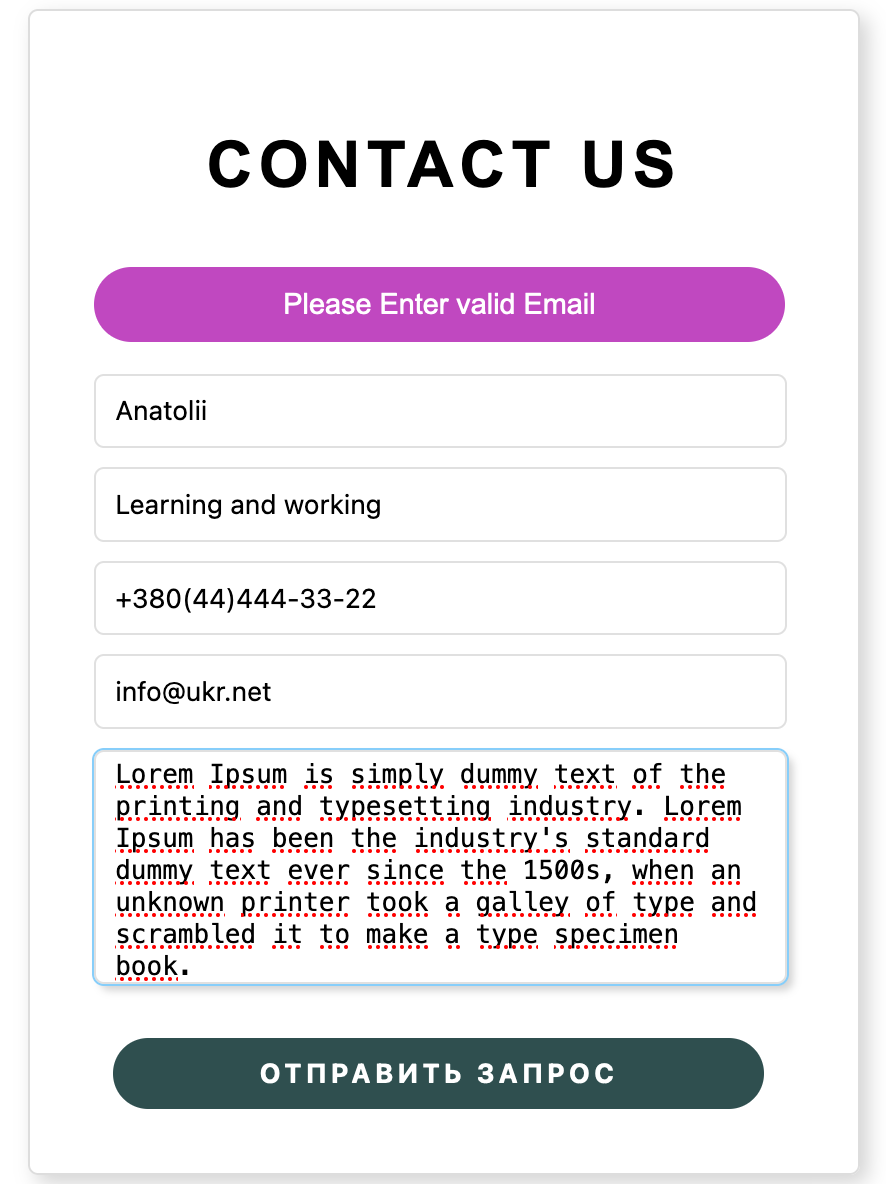 CONTACT US
Please Enter valid Email
Anatolii
Learning and working
+380(44)444-33-22
info@ukr.net
Lorem Ipsum is simply dummy text of the
printing and typesetting industry. Lorem
Ipsum has been the industry's standard
dummy text ever since the 1500s, when an
unknown printer took a galley of type and
scrambled it to make a type specimen
book.
ОТПРАВИТЬ ЗАПРОС